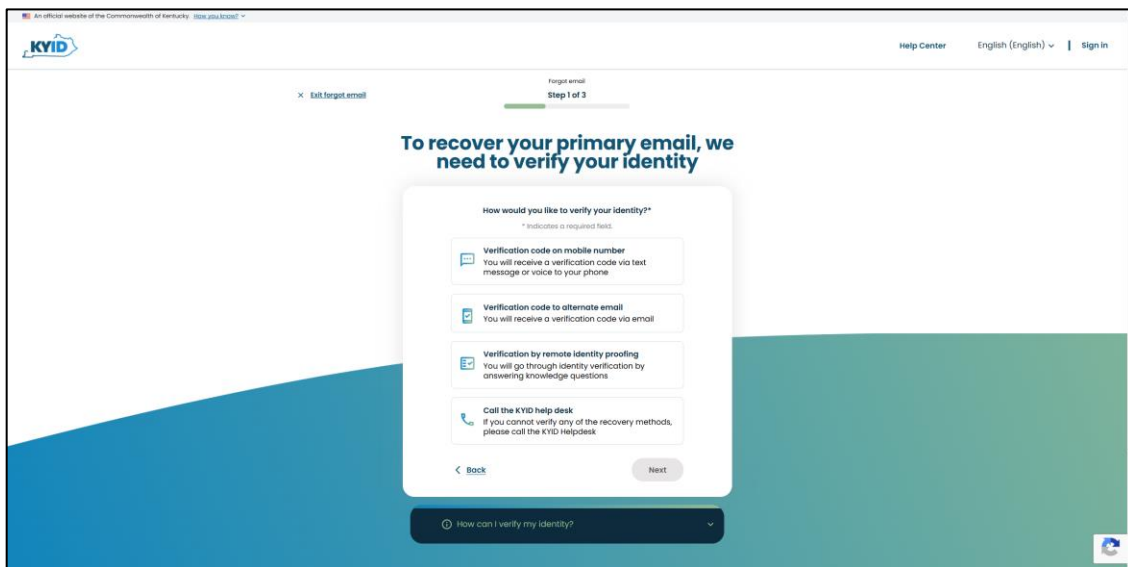 An official website of the Commonwealth of Kentucky. How you know?
KYID
Help Center
English (English)
Sign in
Exit forgot email
Forgot email
Step 1 of 3
To recover your primary email, we
need to verify your identity
How would you like to verify your identity?*
* Indicates a required field.
Verification code on mobile number
You will receive a verification code via text
message or voice to your phone
Verification code to alternate email
You will receive a verification code via email
Verification by remote identity proofing
You will go through identity verification by
answering knowledge questions
Call the KYID help desk
If you cannot verify any of the recovery methods,
please call the KYID Helpdesk
Back
Next
How can I verify my identity?